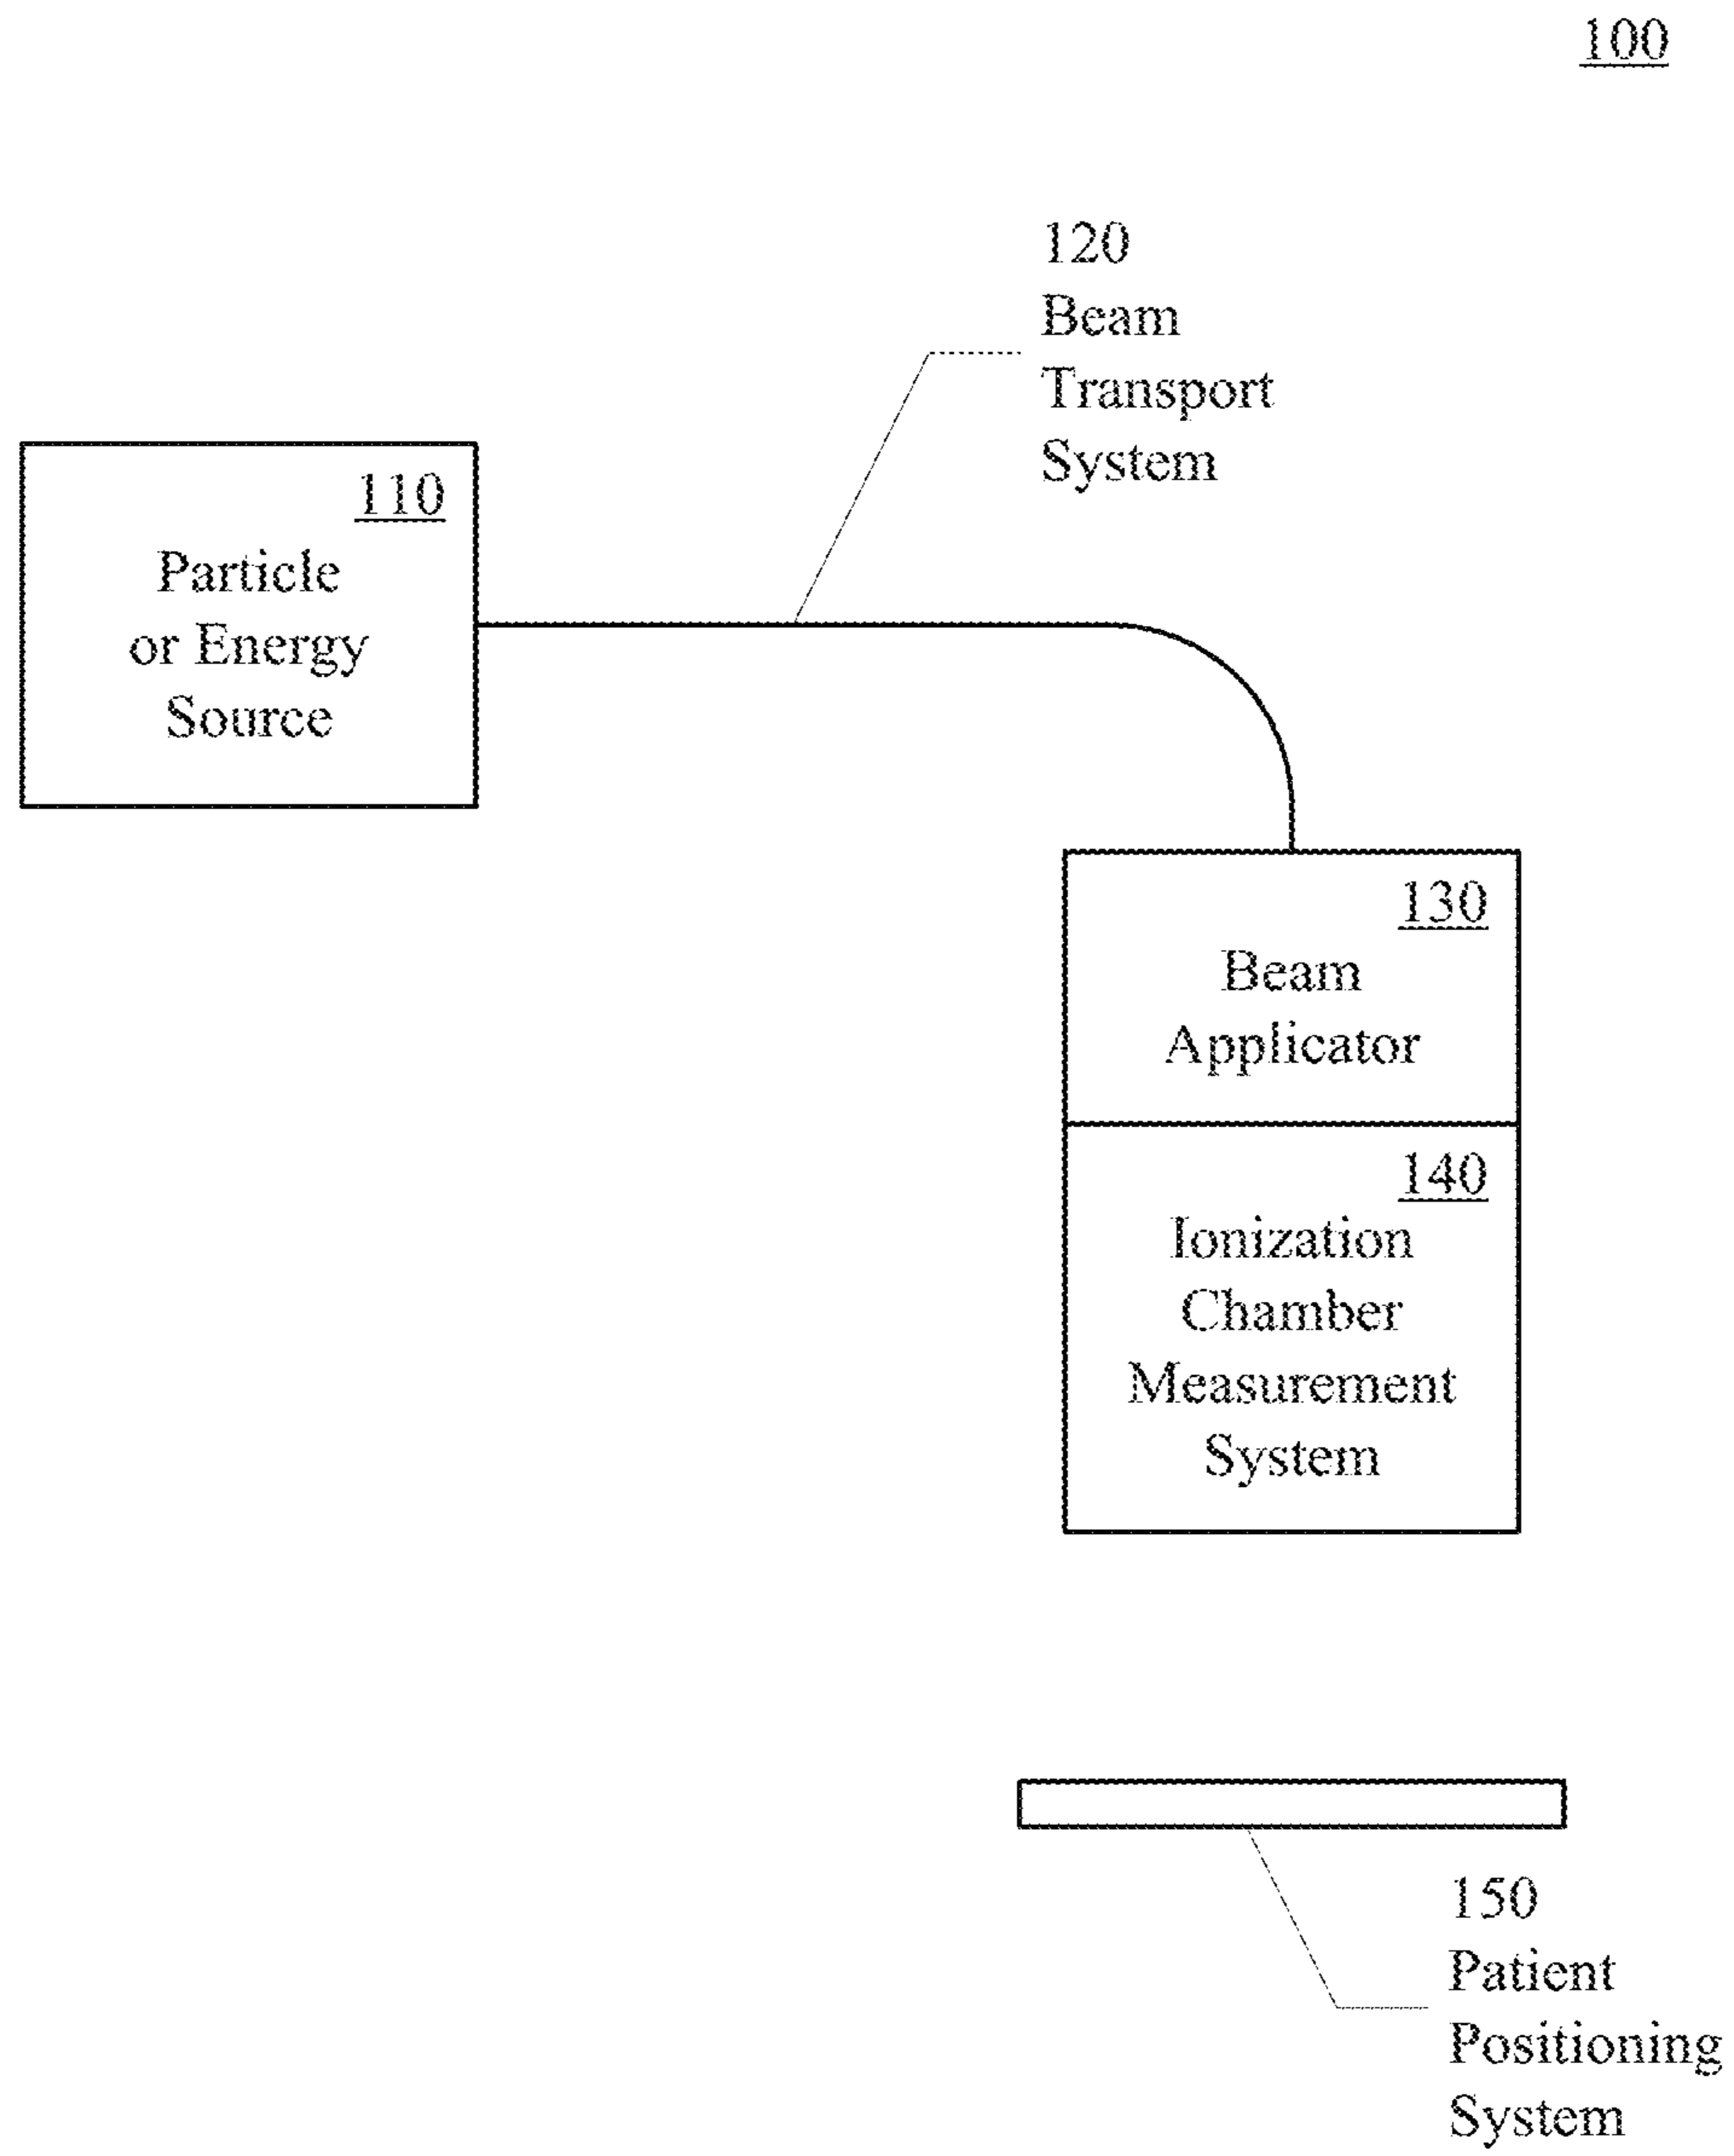 100
120
Beam
Transport
System
110
Particle
or Energy
Source
130
Beam
Applicator
140
Ionization
Chamber
Measurement
System
150
Patient
Positioning
System